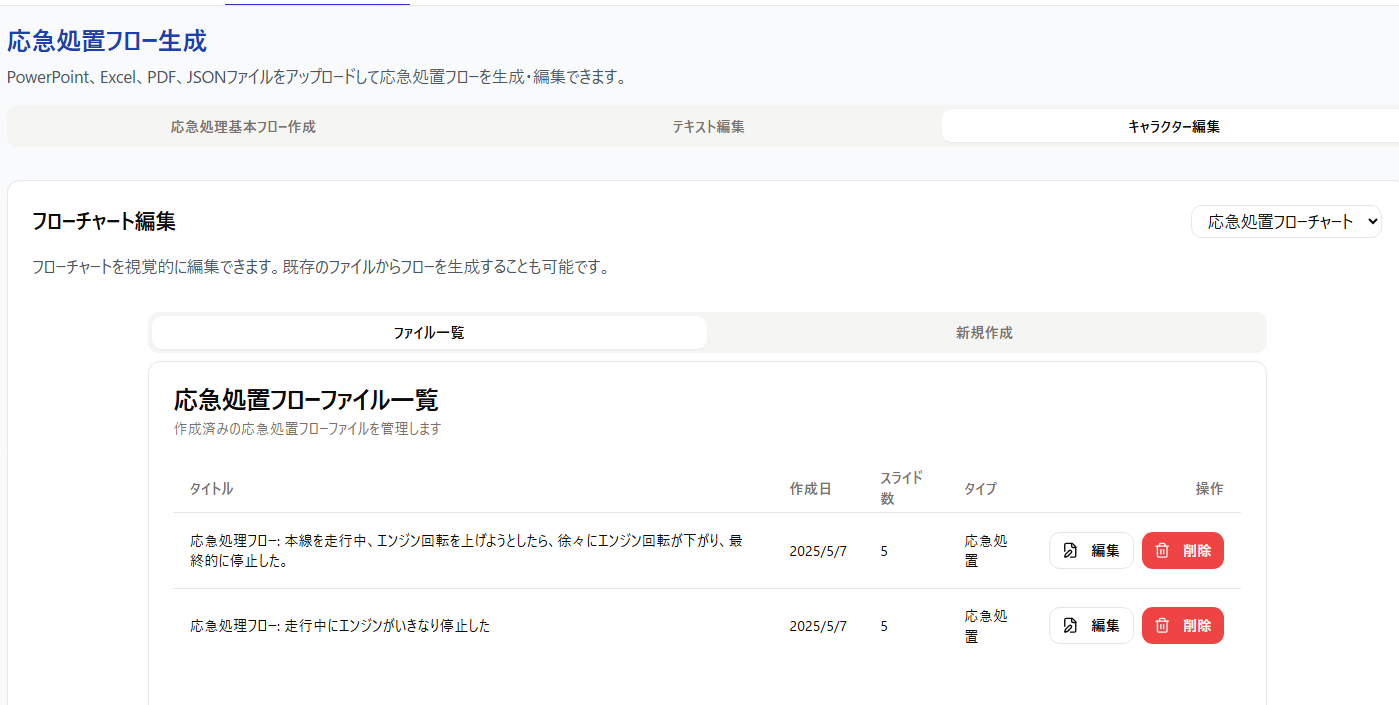 応急処置フロー生成
PowerPoint、Excel、PDF、JSONファイルをアップロードして応急処置フローを生成・編集できます。
応急処理基本フロー作成
テキスト編集
キャラクター編集
フローチャート編集
応急処置フローチャート
フローチャートを視覚的に編集できます。既存のファイルからフローを生成することも可能です。
ファイル一覧
新規作成
応急処置フローファイル一覧
作成済みの応急処置フローファイルを管理します
タイトル
作成日
スライド
数
タイプ
操作
応急処理フロー: 本線を走行中、エンジン回転を上げようとしたら、徐々にエンジン回転が下がり、最
終的に停止した。
2025/5/7
5
応急処
置
編集
削除
応急処理フロー: 走行中にエンジンがいきなり停止した
2025/5/7
5
応急処
置
編集
削除